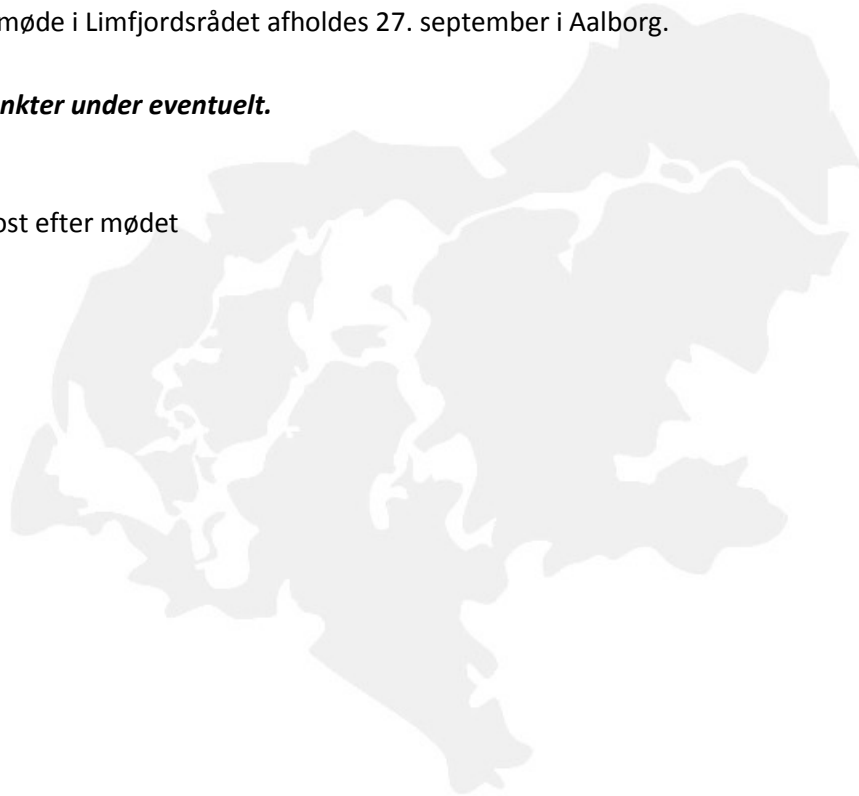 møde i Limfjordsrådet afholdes 27. september i Aalborg.
nkter under eventuelt.
ost efter mødet